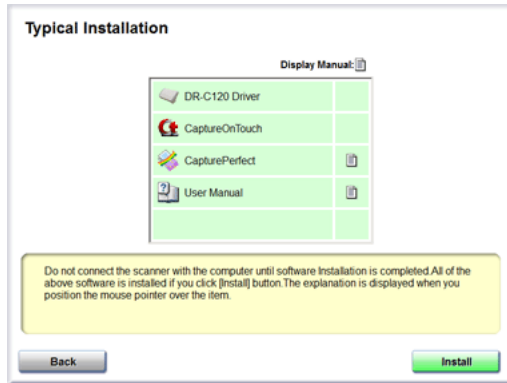 Typical Installation
Display Manual:
DR-C120 Driver
CaptureOnTouch
CapturePerfect
User Manual
Do not connect the scanner with the computer until software Installation is completed.All of the
above software is installed if you click [Install] button.The explanation is displayed when you
position the mouse pointer over the item.
Back
Install